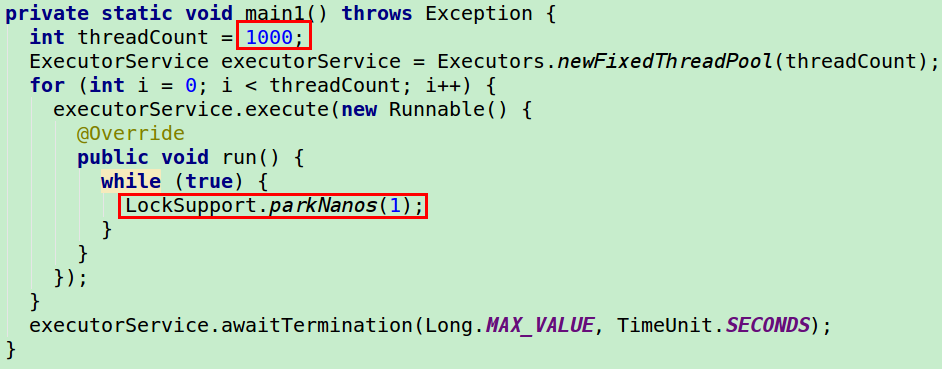 private static void main1() throws Exception {
int threadCount = 1000;
ExecutorService executorService = Executors.newFixedThreadPool(threadCount);
for (int i = 0; i < threadCount; i++) {
executorService.execute(new Runnable() {
@Override
public void run() {
while (true) {
LockSupport.parkNanos(1);
}
}
});
}
executorService.awaitTermination(Long.MAX_VALUE, TimeUnit.SECONDS);
}